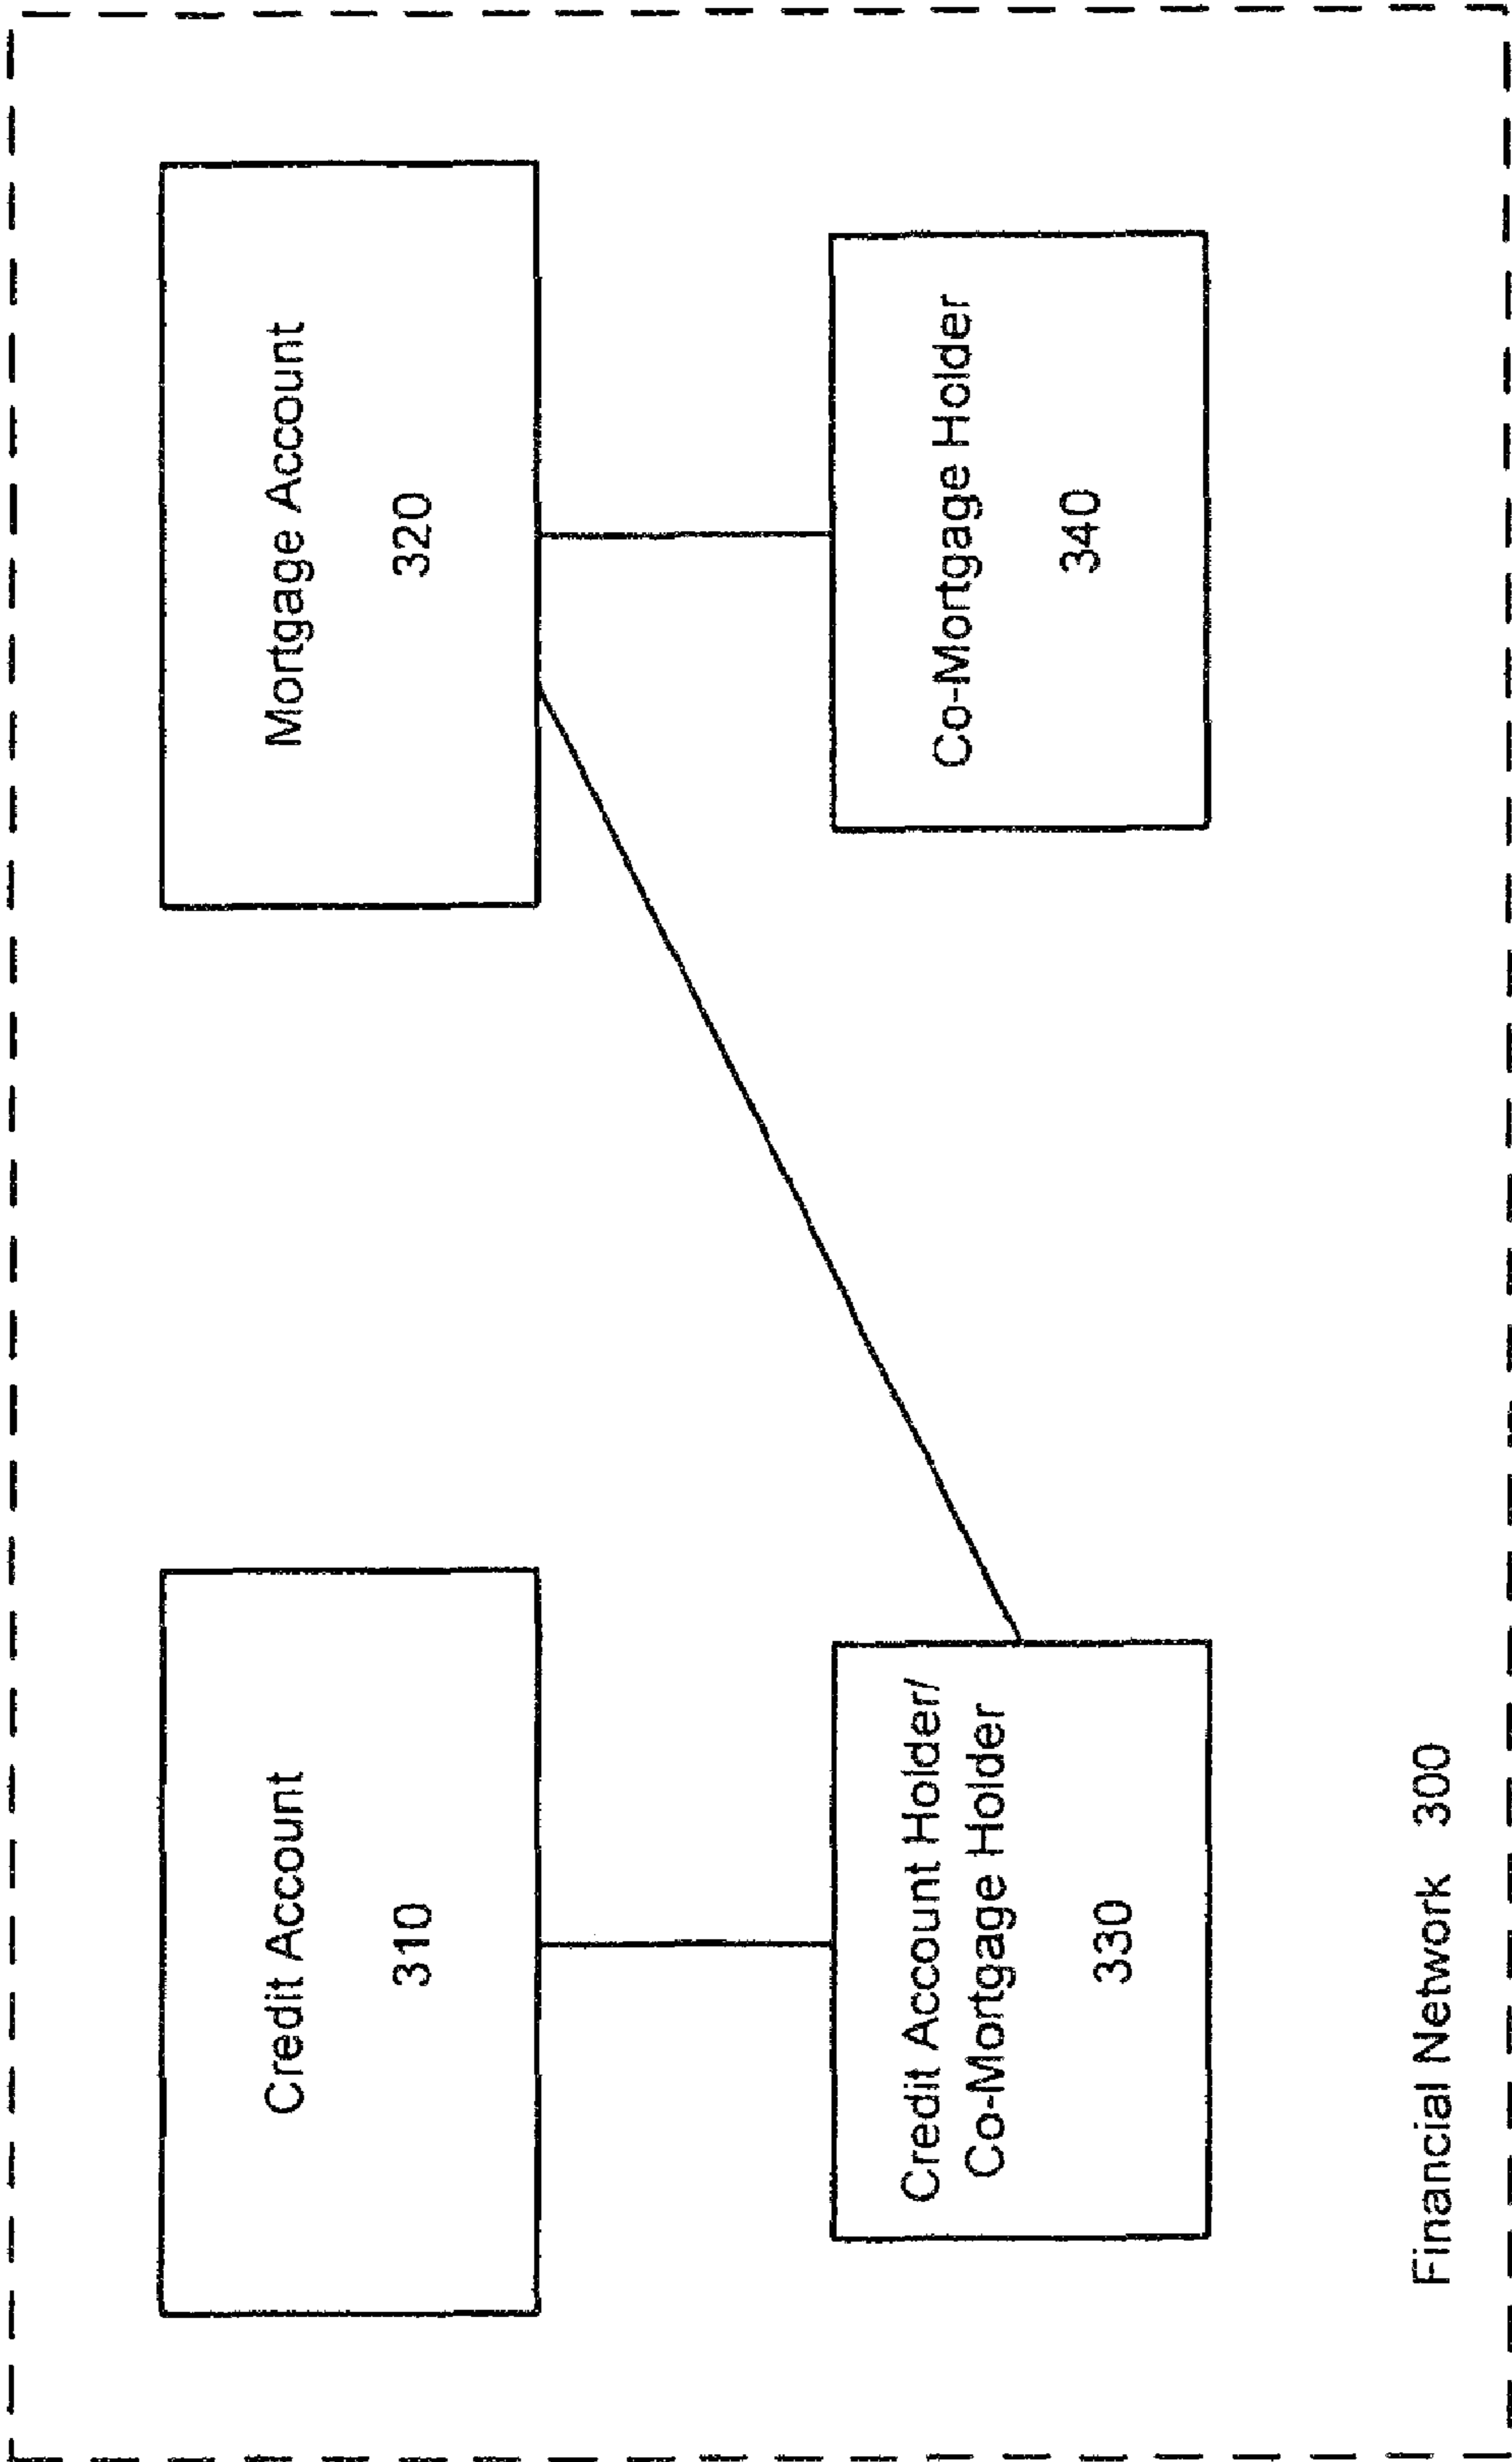 Credit Account
310
Mortgage Account
320
Credit Account Holder/
Co-Mortgage Holder
330
Co-Mortgage Holder
340
Financial Network 300